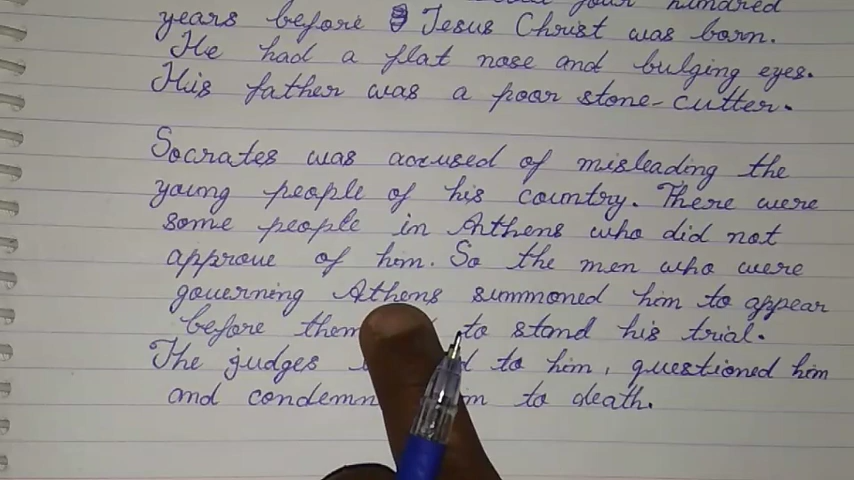 four hundred
years before Jesus Christ was born.
He had a flat nose and bulging eyes.
His father was a poor stone-cutter.
Socrates was accused of misleading the
young people of his country. There were
some people in Athens who did not
approve of him. So the men who were
governing Athens summoned him to appear
before them to stand his trial.
The judges to him, questioned him
and condemn to death.